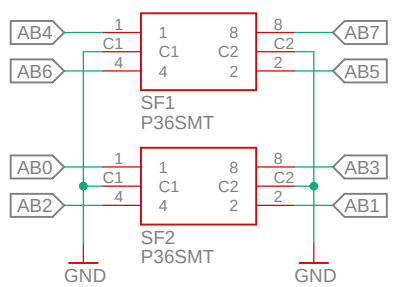 AB4 1 1 8 8 AB7
C1 C1 C2 C2
AB6 4 4 2 2 AB5
SF1
P36SMT
AB0 1 1 8 8 AB3
C1 C1 C2 C2
AB2 4 4 2 2 AB1
SF2
P36SMT
GND GND